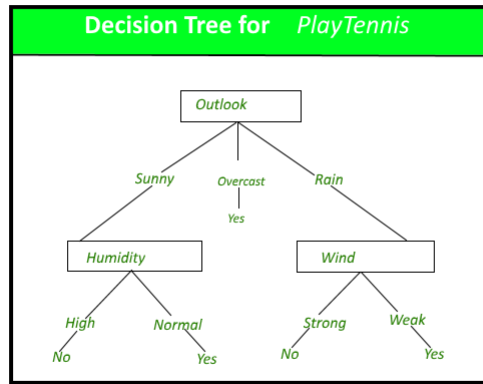 Decision Tree for PlayTennis
Outlook
Sunny
Overcast
Rain
Yes
Humidity
Wind
High
Normal
Strong
Weak
No
Yes
No
Yes